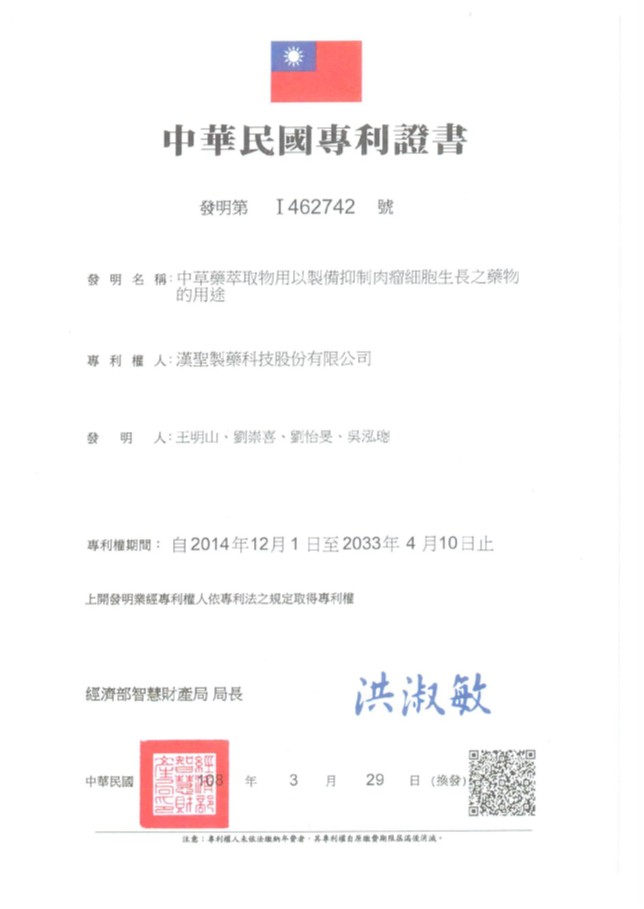 中華民國專利證書
發明第 I462742 號
發明名稱：中草藥萃取物用以製備抑制肉瘤細胞生長之藥物
的用途
專利權人：漢聖製藥科技股份有限公司
發明人：王明山、劉崇喜、劉怡旻、吳泓璁
專利權期間： 自2014年12月1日至2033年4月10日止
上開發明業經專利權人依專利法之規定取得專利權
經濟部智慧財產局 局長 洪淑敏
經濟部智慧財產局印
中華民國 108 年 3 月 29 日 (換發)
注意：專利權人未依法繳納年費者，其專利權自原繳費期限屆滿後消滅。